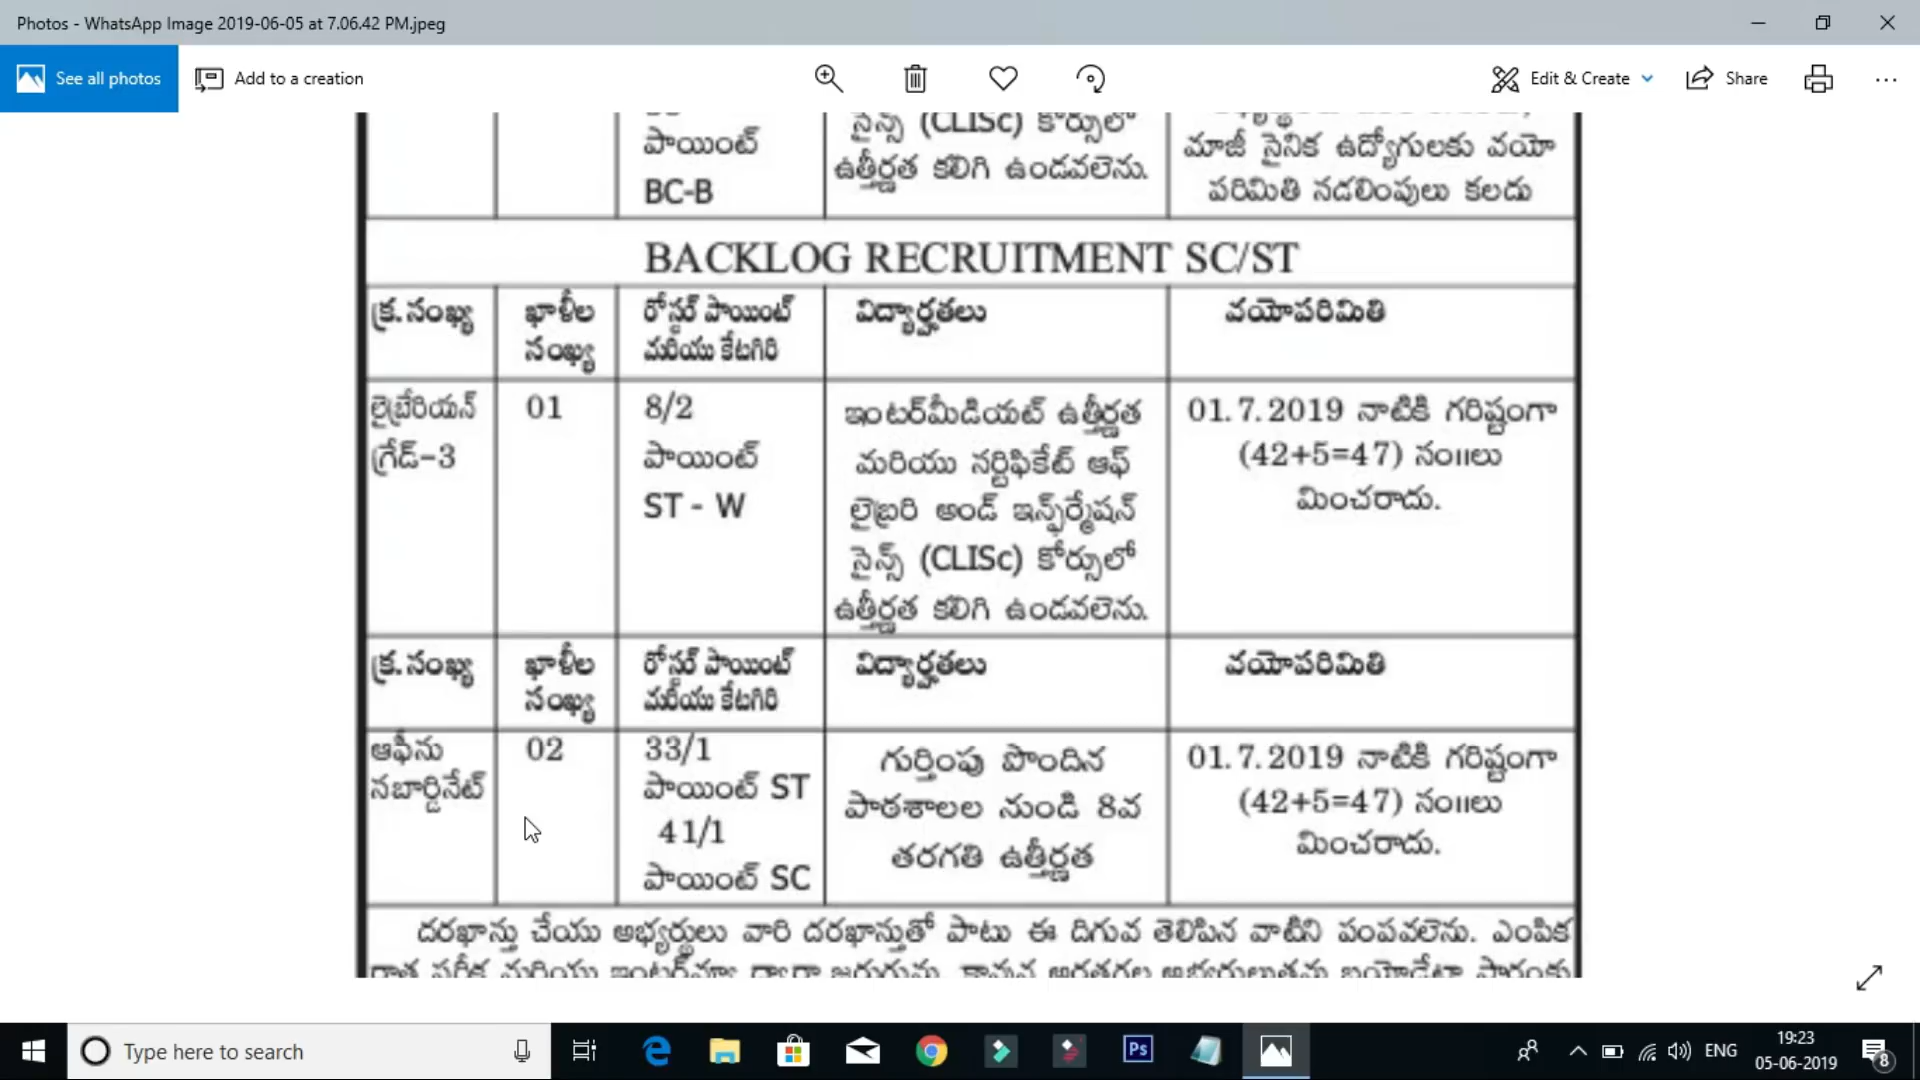 Photos - WhatsApp Image 2019-06-05 at 7.06.42 PM.jpeg
See all photos
Add to a creation
Edit & Create
Share
పాయింట్
BC-B
సైన్స్ (CLISc) కోర్సులో
ఉత్తీర్ణత కలిగి ఉండవలెను.
మాజీ సైనిక ఉద్యోగులకు వయో
పరిమితి సడలింపులు కలదు
BACKLOG RECRUITMENT SC/ST
క్ర.సంఖ్య
ఖాళీల
సంఖ్య
రోస్టర్ పాయింట్
మరియు కేటగిరి
విద్యార్హతలు
వయోపరిమితి
లైబ్రేరియన్
గ్రేడ్-3
01
8/2
పాయింట్
ST - W
ఇంటర్‌మీడియట్ ఉత్తీర్ణత
మరియు సర్టిఫికేట్ ఆఫ్
లైబ్రరి అండ్ ఇన్ఫర్మేషన్
సైన్స్ (CLISc) కోర్సులో
ఉత్తీర్ణత కలిగి ఉండవలెను.
01.7.2019 నాటికి గరిష్టంగా
(42+5=47) సం॥లు
మించరాదు.
క్ర.సంఖ్య
ఖాళీల
సంఖ్య
రోస్టర్ పాయింట్
మరియు కేటగిరి
విద్యార్హతలు
వయోపరిమితి
ఆఫీసు
సబార్డినేట్
02
33/1
పాయింట్ ST
41/1
పాయింట్ SC
గుర్తింపు పొందిన
పాఠశాలల నుండి 8వ
తరగతి ఉత్తీర్ణత
01.7.2019 నాటికి గరిష్టంగా
(42+5=47) సం॥లు
మించరాదు.
దరఖాస్తు చేయు అభ్యర్థులు వారి దరఖాస్తుతో పాటు ఈ దిగువ తెలిపిన వాటిని పంపవలెను. ఎంపిక
Type here to search
Ps
ENG
19:23
05-06-2019
8